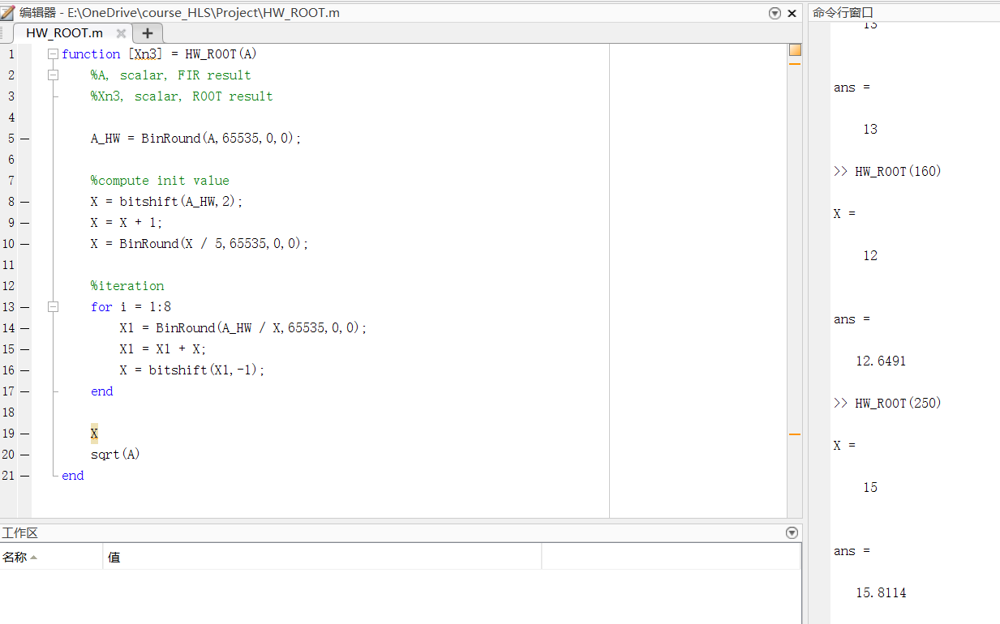 编辑器 - E:\OneDrive\course_HLS\Project\HW_ROOT.m
HW_ROOT.m
1 function [Xn3] = HW_ROOT(A)
2 %A, scalar, FIR result
3 %Xn3, scalar, ROOT result
4
5 A_HW = BinRound(A,65535,0,0);
6
7 %compute init value
8 X = bitshift(A_HW,2);
9 X = X + 1;
10 X = BinRound(X / 5,65535,0,0);
11
12 %iteration
13 for i = 1:8
14 X1 = BinRound(A_HW / X,65535,0,0);
15 X1 = X1 + X;
16 X = bitshift(X1,-1);
17 end
18
19 X
20 sqrt(A)
21 end
工作区
名称 值
命令行窗口
13
ans =
13
>> HW_ROOT(160)
X =
12
ans =
12.6491
>> HW_ROOT(250)
X =
15
ans =
15.8114